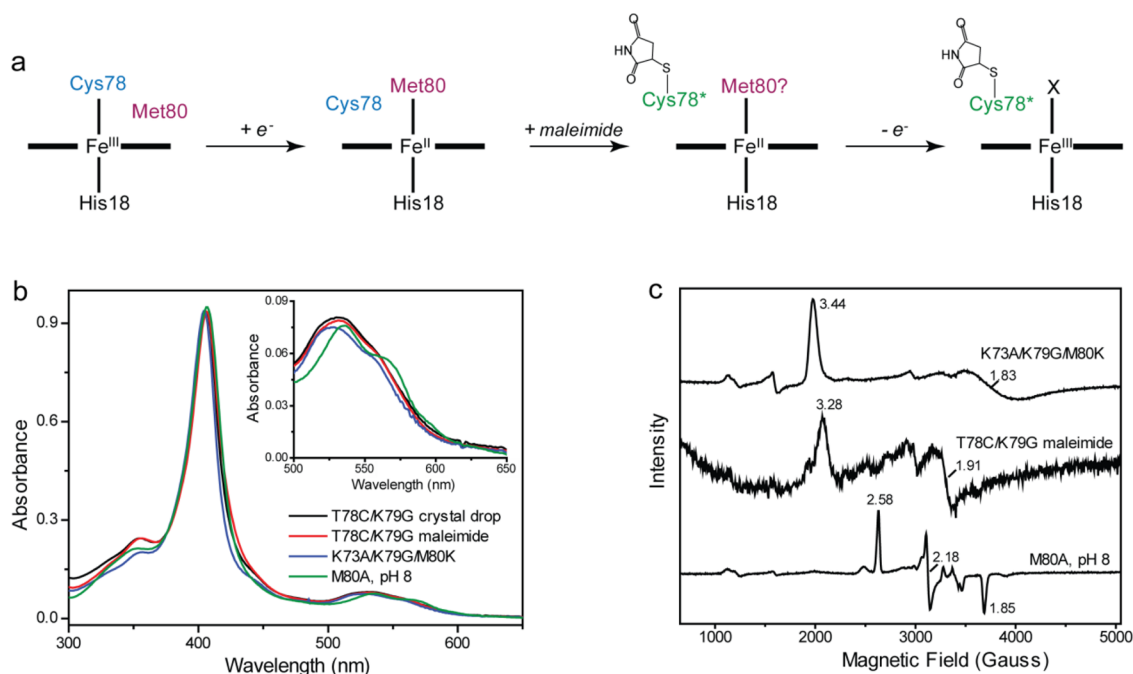 a
Cys78
Met80
Fe^III
His18
+ e⁻
Met80
Cys78
Fe^II
His18
+ maleimide
O
HN
S
O
Cys78*
Met80?
Fe^II
His18
- e⁻
O
HN
S
O
Cys78*
X
Fe^III
His18
b
Absorbance
0.9
0.6
0.3
0.0
300
400
500
600
Wavelength (nm)
Absorbance
0.09
0.06
0.03
0.00
500
550
600
650
Wavelength (nm)
T78C/K79G crystal drop
T78C/K79G maleimide
K73A/K79G/M80K
M80A, pH 8
c
Intensity
3.44
K73A/K79G/M80K
1.83
3.28
T78C/K79G maleimide
1.91
2.58
M80A, pH 8
2.18
1.85
1000
2000
3000
4000
5000
Magnetic Field (Gauss)